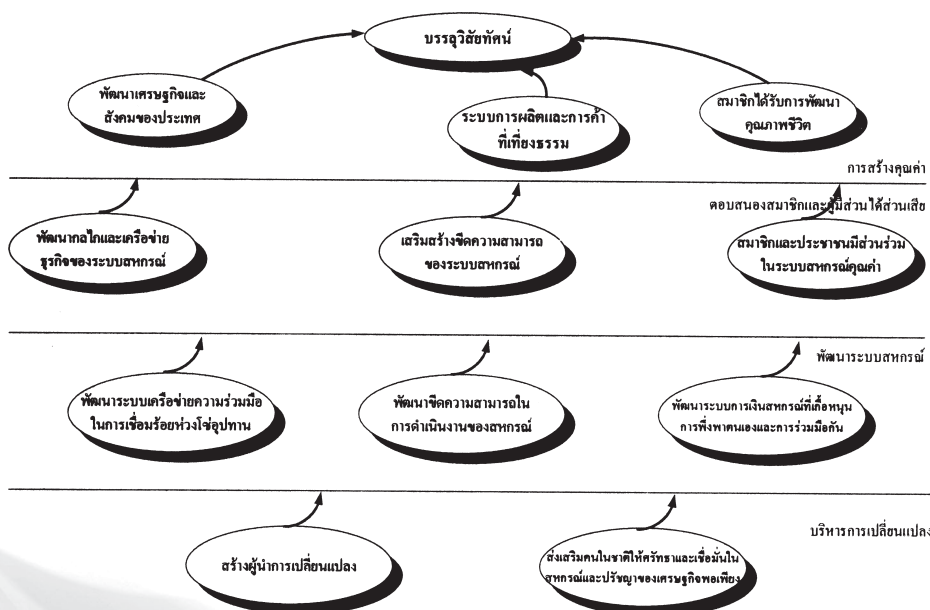 บรรลุวิสัยทัศน์
พัฒนาเศรษฐกิจและ
สังคมของประเทศ
ระบบการผลิตและการค้า
ที่เที่ยงธรรม
สมาชิกได้รับการพัฒนา
คุณภาพชีวิต
การสร้างคุณค่า
ตอบสนองสมาชิกและผู้มีส่วนได้ส่วนเสีย
พัฒนากลไกและเครือข่าย
ธุรกิจของระบบสหกรณ์
เสริมสร้างขีดความสามารถ
ของระบบสหกรณ์
สมาชิกและประชาชนมีส่วนร่วม
ในระบบสหกรณ์คุณค่า
พัฒนาระบบสหกรณ์
พัฒนาระบบเครือข่ายความร่วมมือ
ในการเชื่อมร้อยห่วงโซ่อุปทาน
พัฒนาขีดความสามารถใน
การดำเนินงานของสหกรณ์
พัฒนาระบบการเงินสหกรณ์ที่เกื้อหนุน
การพึ่งพาตนเองและการร่วมมือกัน
บริหารการเปลี่ยนแปลง
สร้างผู้นำการเปลี่ยนแปลง
ส่งเสริมคนในชาติให้ศรัทธาและเชื่อมั่นใน
สหกรณ์และปรัชญาของเศรษฐกิจพอเพียง